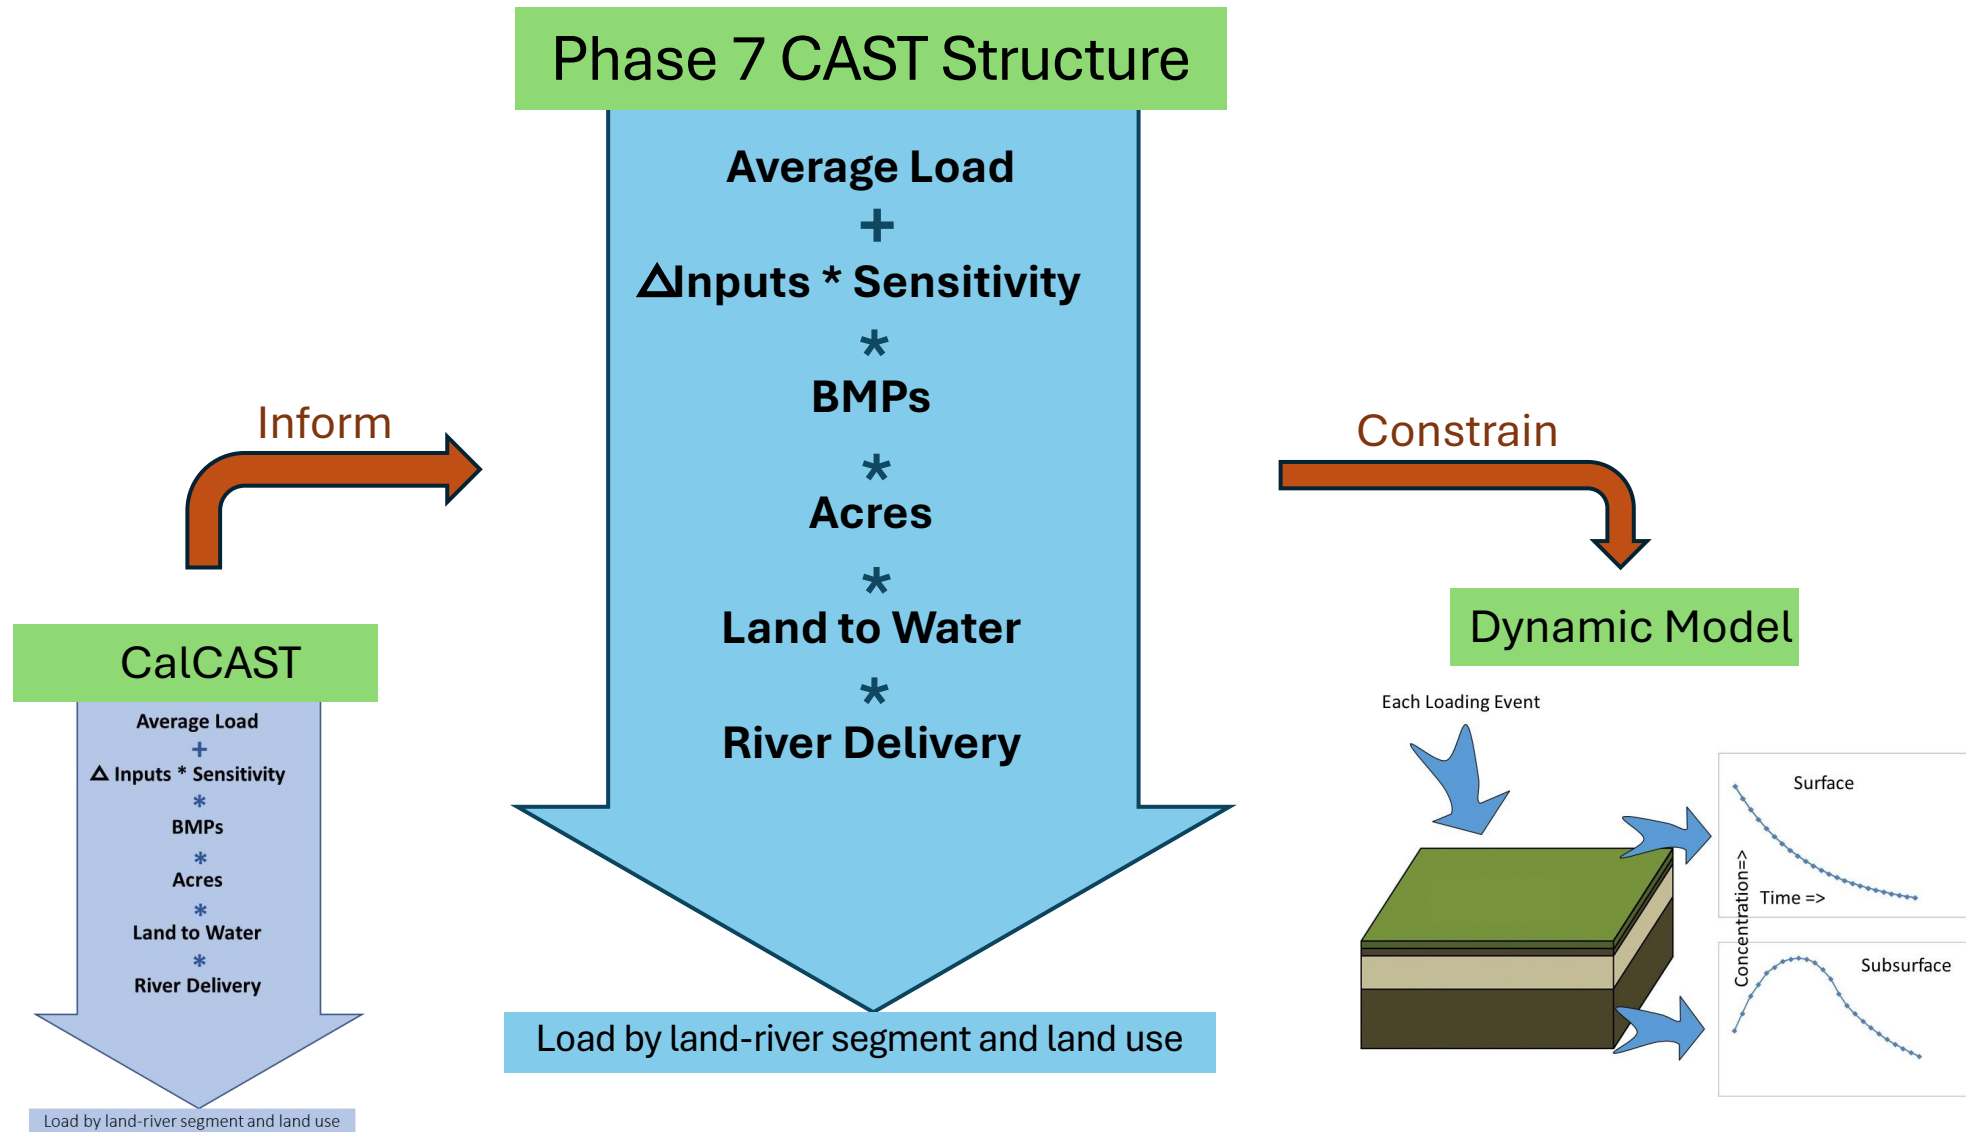 Phase 7 CAST Structure
Average Load
+
△Inputs * Sensitivity
*
BMPs
*
Acres
*
Land to Water
*
River Delivery
Load by land-river segment and land use
Inform
CalCAST
Average Load
+
△ Inputs * Sensitivity
*
BMPs
*
Acres
*
Land to Water
*
River Delivery
Load by land-river segment and land use
Constrain
Dynamic Model
Each Loading Event
Surface
Time =>
Concentration=>
Subsurface